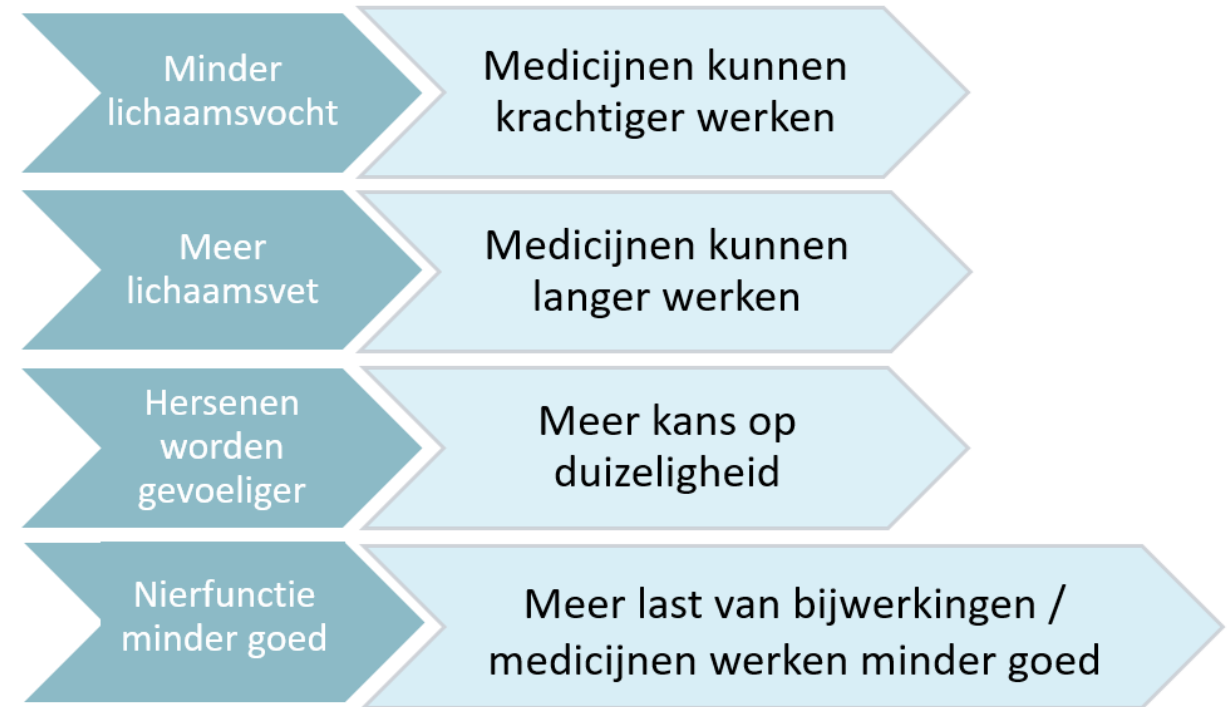 Minder
lichaamsvocht
Medicijnen kunnen
krachtiger werken
Meer
lichaamsvet
Medicijnen kunnen
langer werken
Hersenen
worden
gevoeliger
Meer kans op
duizeligheid
Nierfunctie
minder goed
Meer last van bijwerkingen /
medicijnen werken minder goed